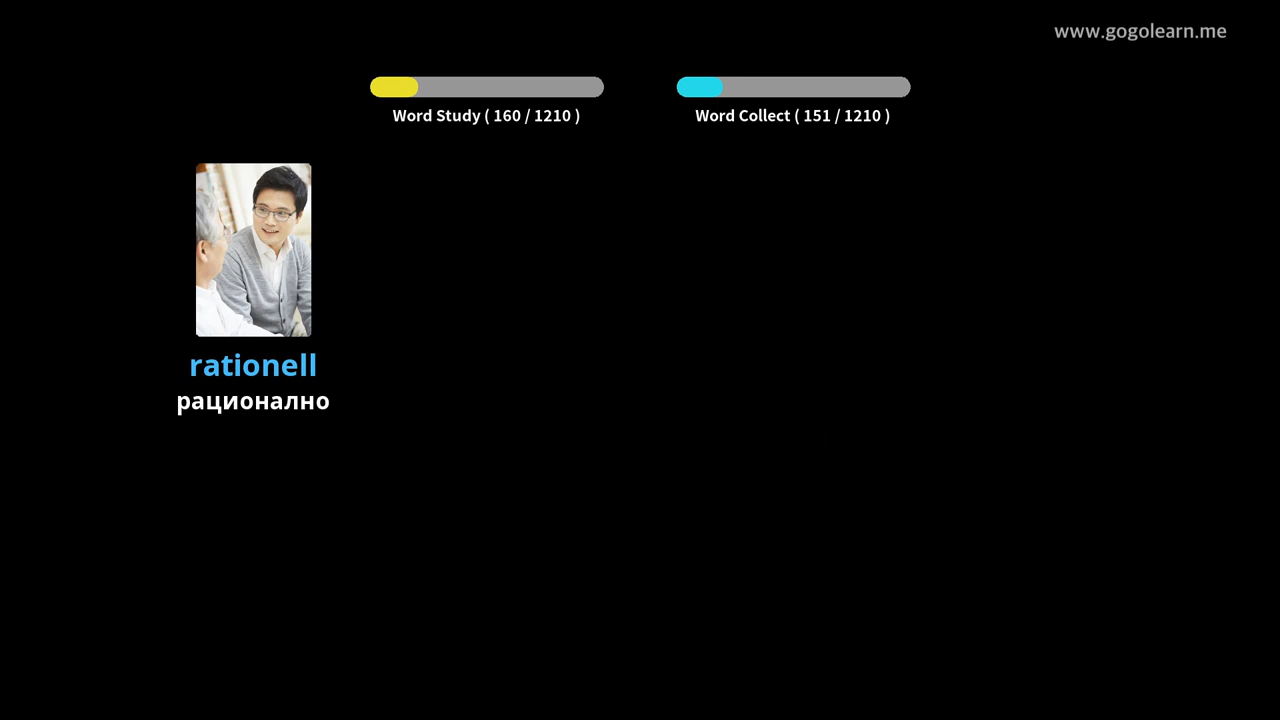 www.gogolearn.me
Word Study ( 160 / 1210 )
Word Collect ( 151 / 1210 )
rationell
рационално